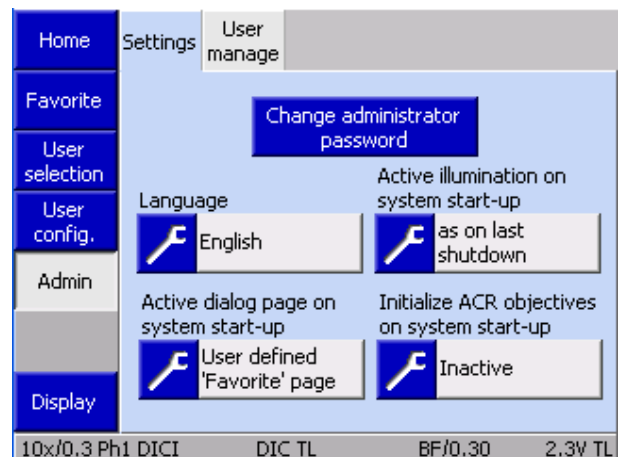 Home
Favorite
User
selection
User
config.
Admin
Display
Settings
User
manage
Change administrator
password
Language
English
Active illumination on
system start-up
as on last
shutdown
Active dialog page on
system start-up
User defined
'Favorite' page
Initialize ACR objectives
on system start-up
Inactive
10x/0.3 Ph1 DICI DIC TL BF/0.30 2.3V TL